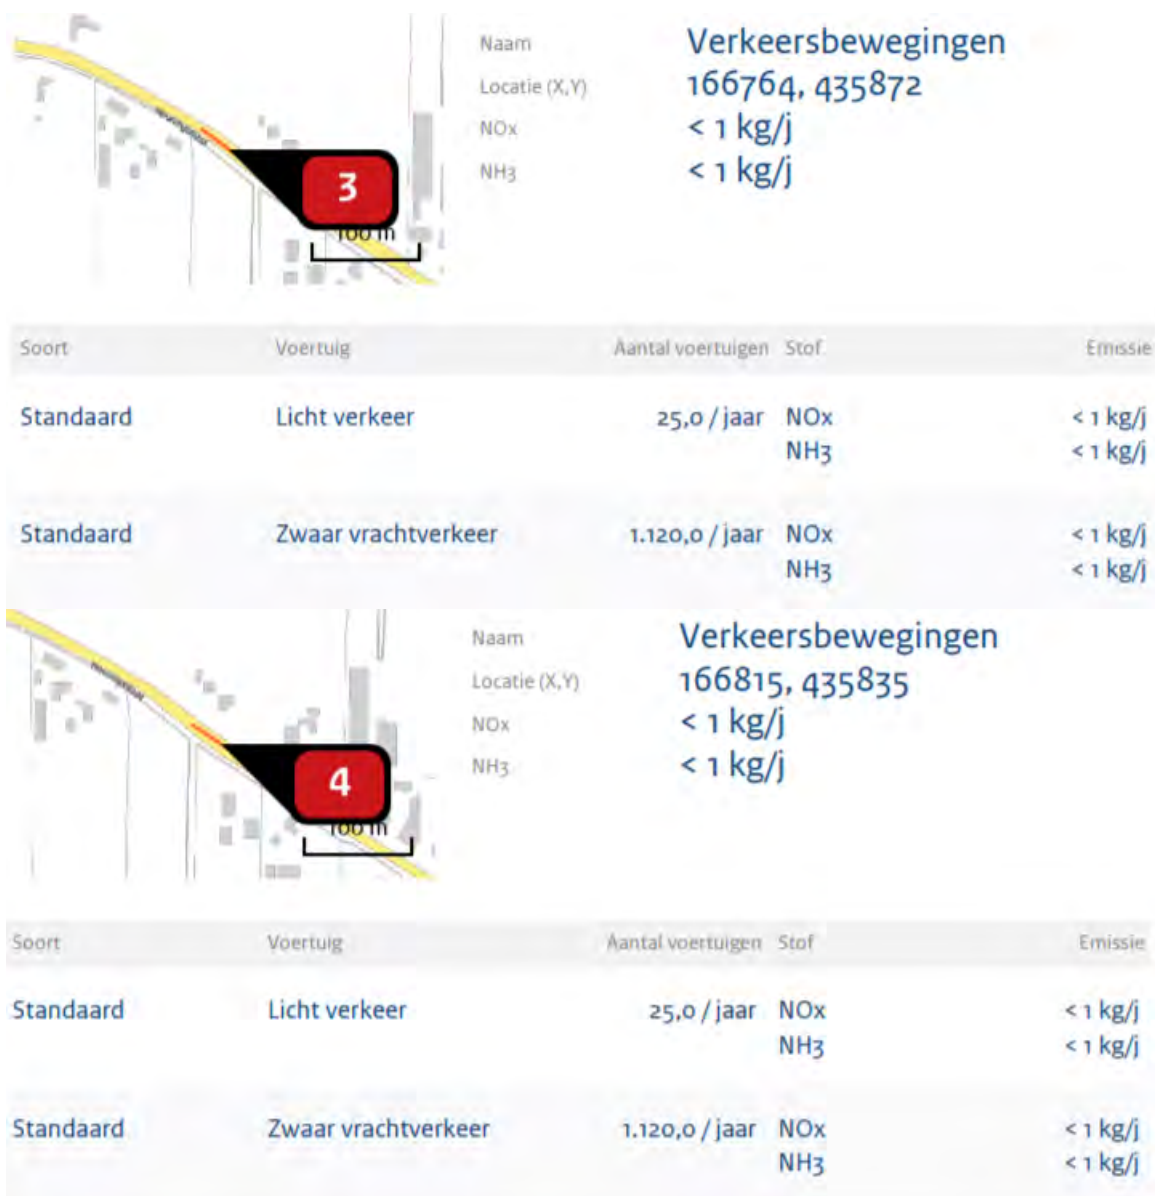 Naam Verkeersbewegingen
Locatie (X,Y) 166764, 435872
NOx < 1 kg/j
NH3 < 1 kg/j
3
100 m
Soort Voertuig Aantal voertuigen Stof Emissie
Standaard Licht verkeer 25,0 / jaar NOx < 1 kg/j
NH3 < 1 kg/j
Standaard Zwaar vrachtverkeer 1.120,0 / jaar NOx < 1 kg/j
NH3 < 1 kg/j
Naam Verkeersbewegingen
Locatie (X,Y) 166815, 435835
NOx < 1 kg/j
NH3 < 1 kg/j
4
100 m
Soort Voertuig Aantal voertuigen Stof Emissie
Standaard Licht verkeer 25,0 / jaar NOx < 1 kg/j
NH3 < 1 kg/j
Standaard Zwaar vrachtverkeer 1.120,0 / jaar NOx < 1 kg/j
NH3 < 1 kg/j